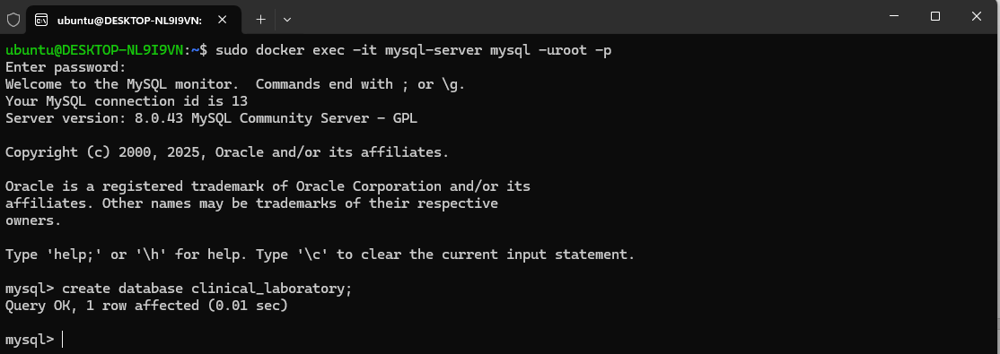 ubuntu@DESKTOP-NL9I9VN:
ubuntu@DESKTOP-NL9I9VN:~$ sudo docker exec -it mysql-server mysql -uroot -p
Enter password:
Welcome to the MySQL monitor.  Commands end with ; or \g.
Your MySQL connection id is 13
Server version: 8.0.43 MySQL Community Server - GPL
Copyright (c) 2000, 2025, Oracle and/or its affiliates.
Oracle is a registered trademark of Oracle Corporation and/or its
affiliates. Other names may be trademarks of their respective
owners.
Type 'help;' or '\h' for help. Type '\c' to clear the current input statement.
mysql> create database clinical_laboratory;
Query OK, 1 row affected (0.01 sec)
mysql>